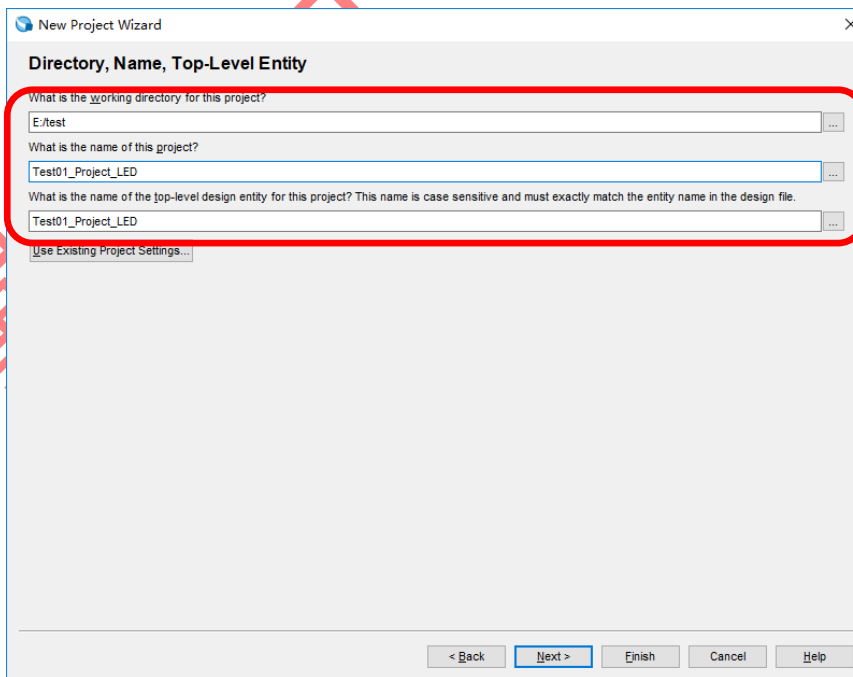 New Project Wizard
Directory, Name, Top-Level Entity
What is the working directory for this project?
E:/test
...
What is the name of this project?
Test01_Project_LED
...
What is the name of the top-level design entity for this project? This name is case sensitive and must exactly match the entity name in the design file.
Test01_Project_LED
...
Use Existing Project Settings...
< Back Next > Finish Cancel Help